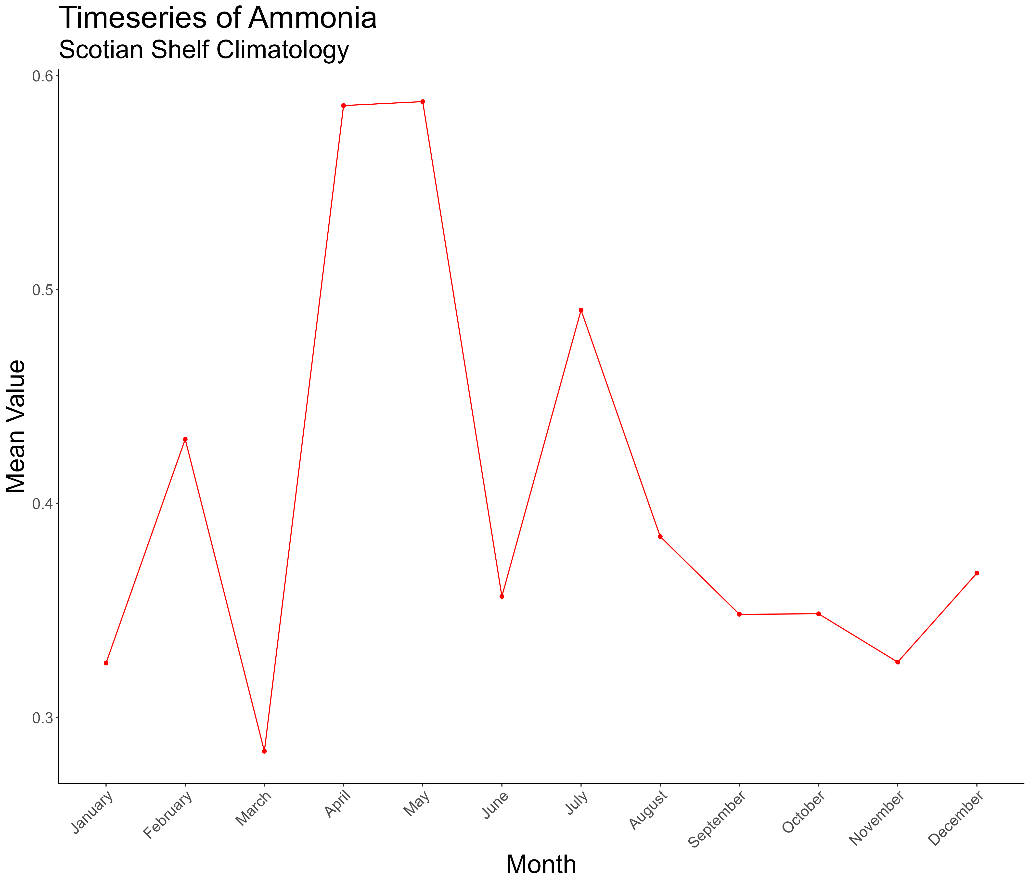 Timeseries of Ammonia
Scotian Shelf Climatology
0.6
0.5
0.4
0.3
Mean Value
January
February
March
April
May
June
July
August
September
October
November
December
Month